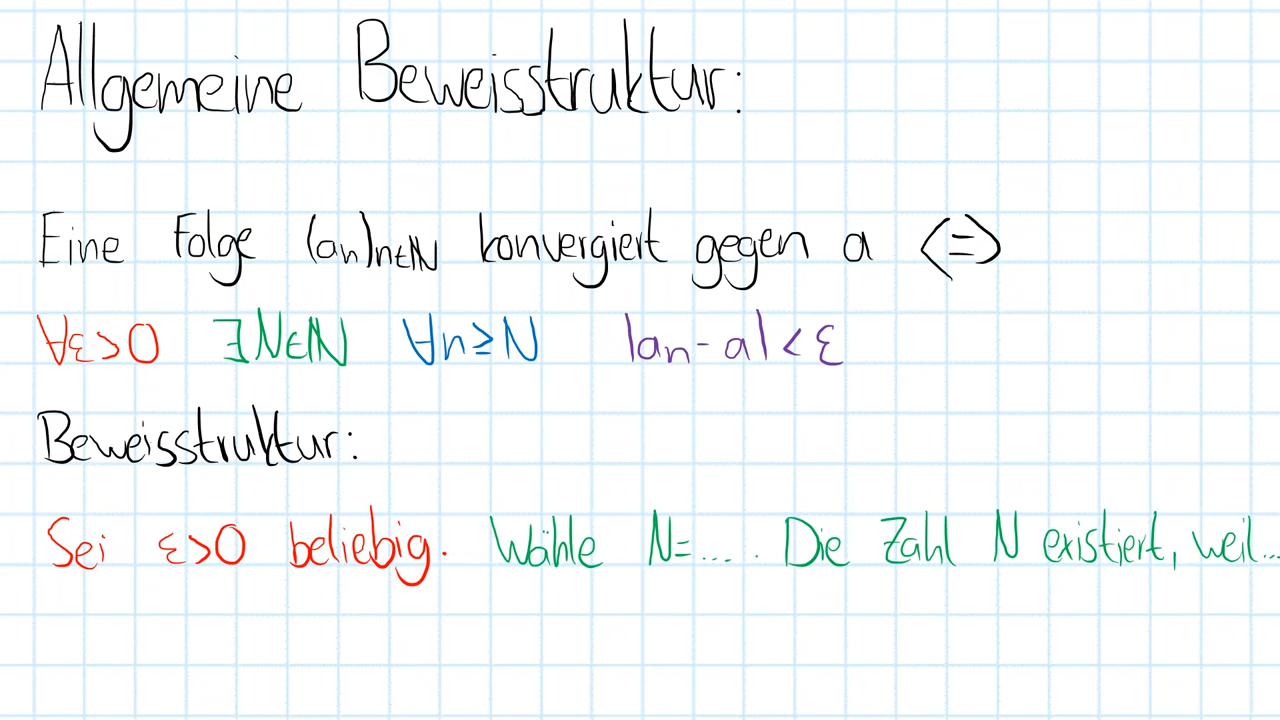 Allgemeine Beweisstruktur:
Eine Folge (an)n∈ℕ konvergiert gegen a <=>
∀ε>0 ∃N∈ℕ ∀n≥N |an-a|<ε
Beweisstruktur:
Sei ε>0 beliebig. Wähle N=.... Die Zahl N existiert, weil...